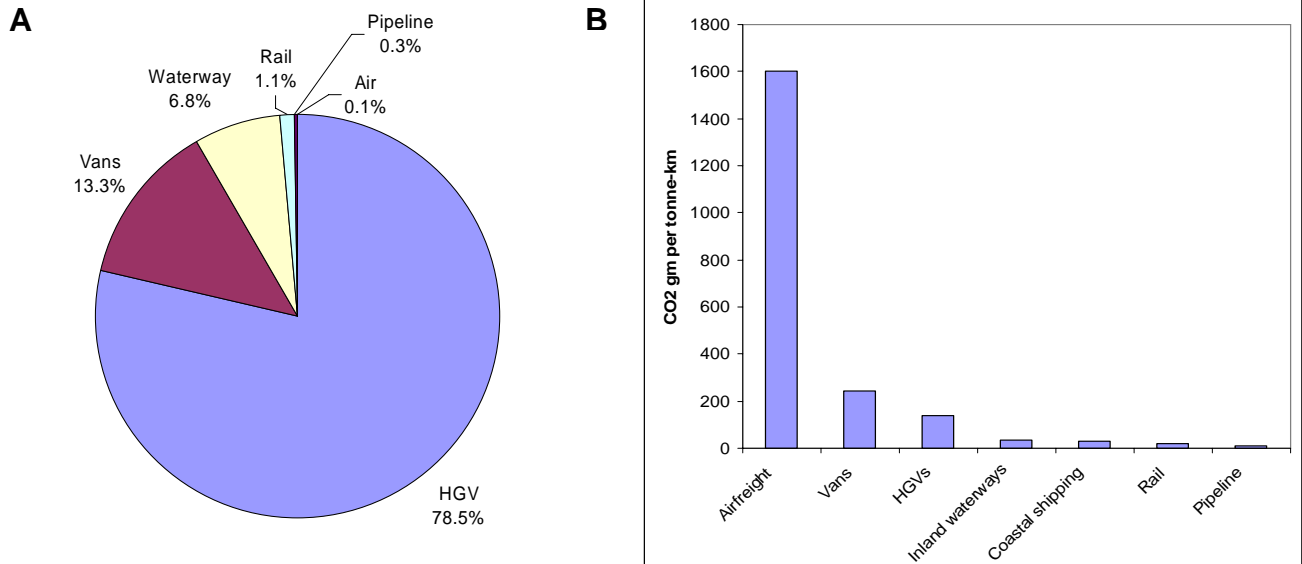 A
Pipeline
0.3%
Rail
1.1%
Air
0.1%
Waterway
6.8%
Vans
13.3%
HGV
78.5%
B
CO2 gm per tonne-km
1800
1600
1400
1200
1000
800
600
400
200
0
Airfreight
Vans
HGVs
Inland waterways
Coastal shipping
Rail
Pipeline